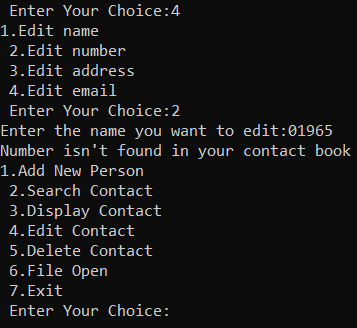 Enter Your Choice:4
1.Edit name
2.Edit number
3.Edit address
4.Edit email
Enter Your Choice:2
Enter the name you want to edit:01965
Number isn't found in your contact book
1.Add New Person
2.Search Contact
3.Display Contact
4.Edit Contact
5.Delete Contact
6.File Open
7.Exit
Enter Your Choice: